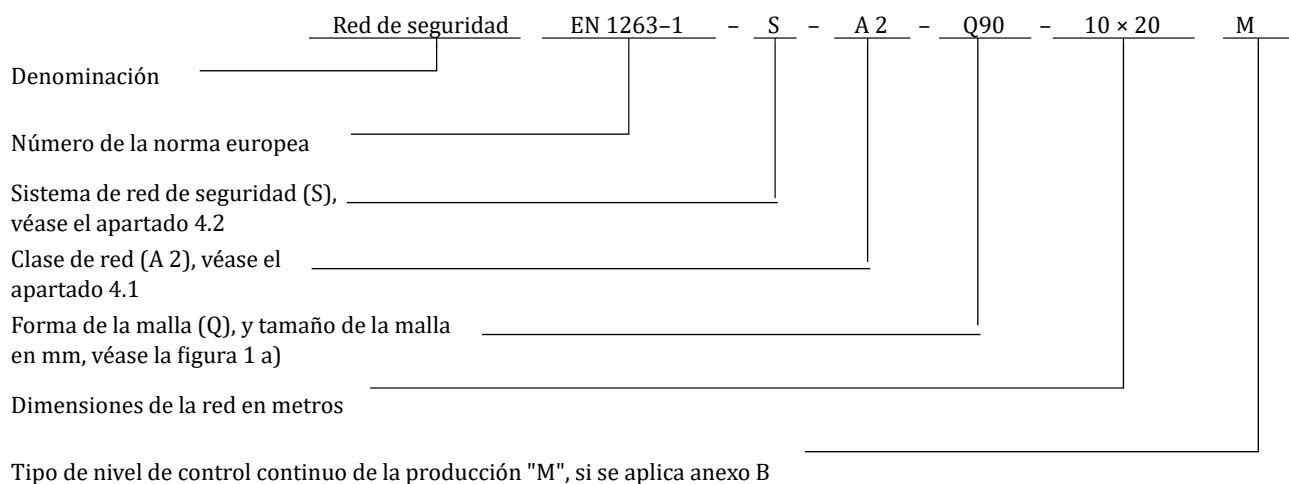 Red de seguridad EN 1263–1 – S – A 2 – Q90 – 10 × 20 M
Denominación
Número de la norma europea
Sistema de red de seguridad (S),
véase el apartado 4.2
Clase de red (A 2), véase el
apartado 4.1
Forma de la malla (Q), y tamaño de la malla
en mm, véase la figura 1 a)
Dimensiones de la red en metros
Tipo de nivel de control continuo de la producción "M", si se aplica anexo B